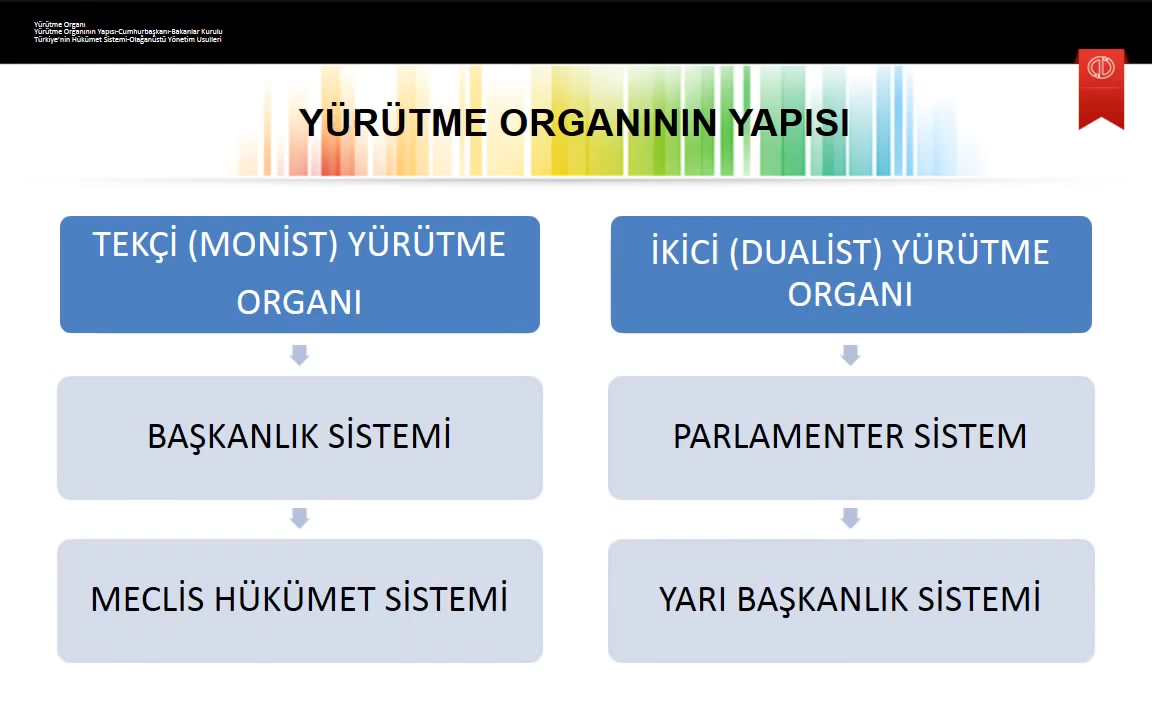 Yürütme Organı
Yürütme Organının Yapısı-Cumhurbaşkanı-Bakanlar Kurulu
Türkiye'nin Hükümet Sistemi-Olağanüstü Yönetim Usulleri
YÜRÜTME ORGANININ YAPISI
TEKÇİ (MONİST) YÜRÜTME
ORGANI
BAŞKANLIK SİSTEMİ
MECLİS HÜKÜMET SİSTEMİ
İKİCİ (DUALİST) YÜRÜTME
ORGANI
PARLAMENTER SİSTEM
YARI BAŞKANLIK SİSTEMİ